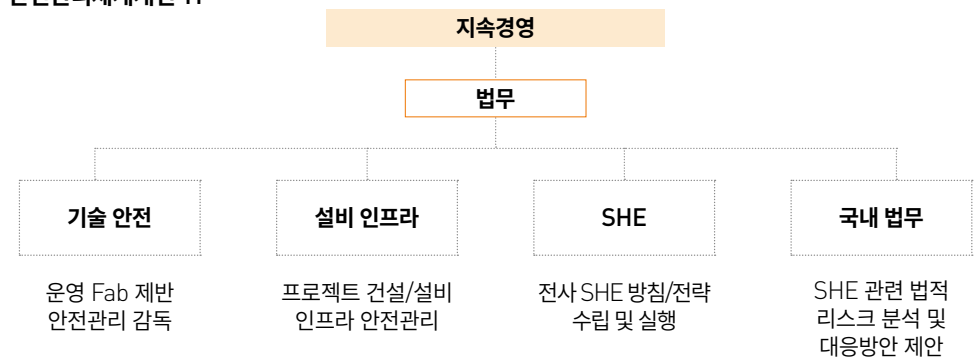 지속경영
법무
기술 안전
설비 인프라
SHE
국내 법무
운영 Fab 제반
안전관리 감독
프로젝트 건설/설비
인프라 안전관리
전사 SHE 방침/전략
수립 및 실행
SHE 관련 법적
리스크 분석 및
대응방안 제안